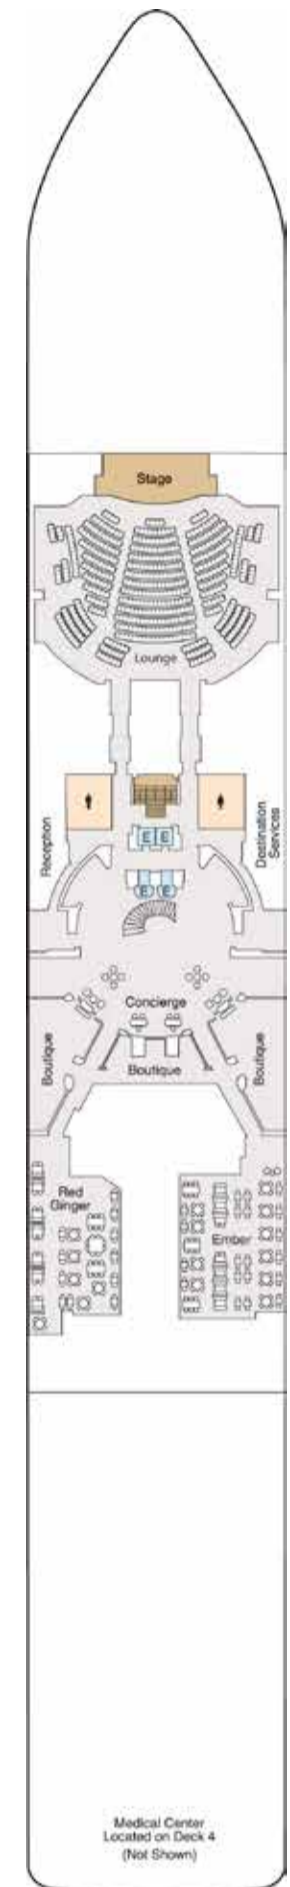 Stage
Lounge
Reception
Destination
Services
E E
E E
Concierge
Boutique
Boutique
Boutique
Red
Ginger
Ember
Medical Center
Located on Deck 4
(Not Shown)